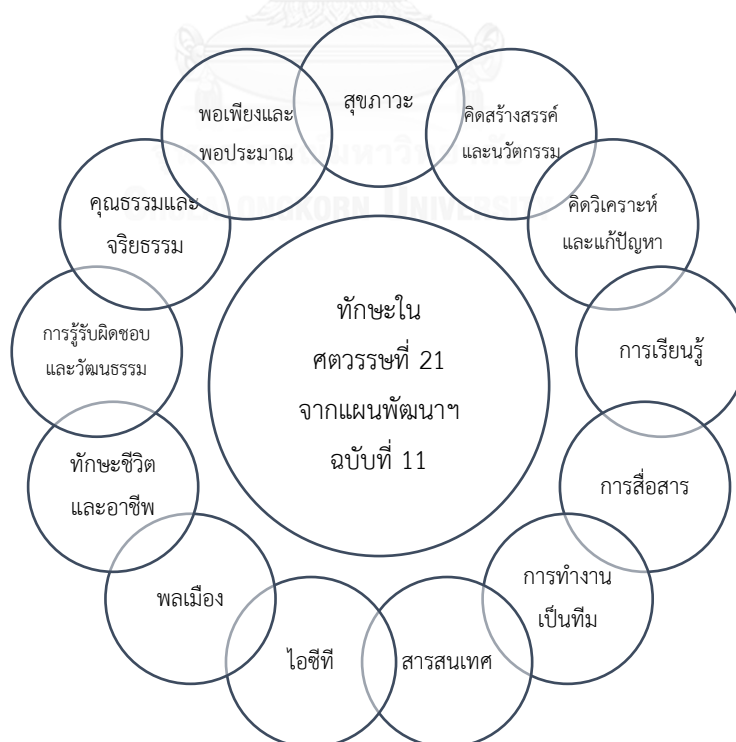 สุขภาวะ
คิดสร้างสรรค์
และนวัตกรรม
คิดวิเคราะห์
และแก้ปัญหา
การเรียนรู้
การสื่อสาร
การทำงาน
เป็นทีม
สารสนเทศ
ไอซีที
พลเมือง
ทักษะชีวิต
และอาชีพ
การรู้รับผิดชอบ
และวัฒนธรรม
คุณธรรมและ
จริยธรรม
พอเพียงและ
พอประมาณ
ทักษะใน
ศตวรรษที่ 21
จากแผนพัฒนาฯ
ฉบับที่ 11